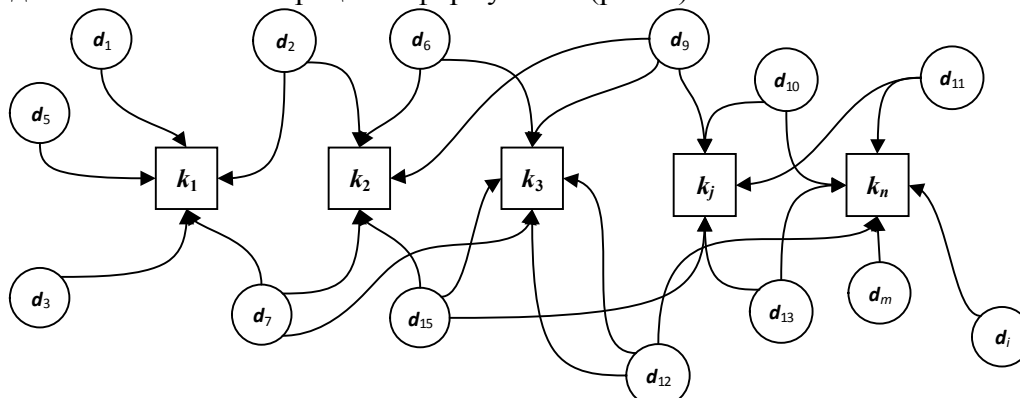 d₁
d₂
d₆
d₉
d₁₀
d₁₁
d₅
k₁
k₂
k₃
kⱼ
kₙ
d₃
d₇
d₁₅
d₁₃
dₘ
dᵢ
d₁₂